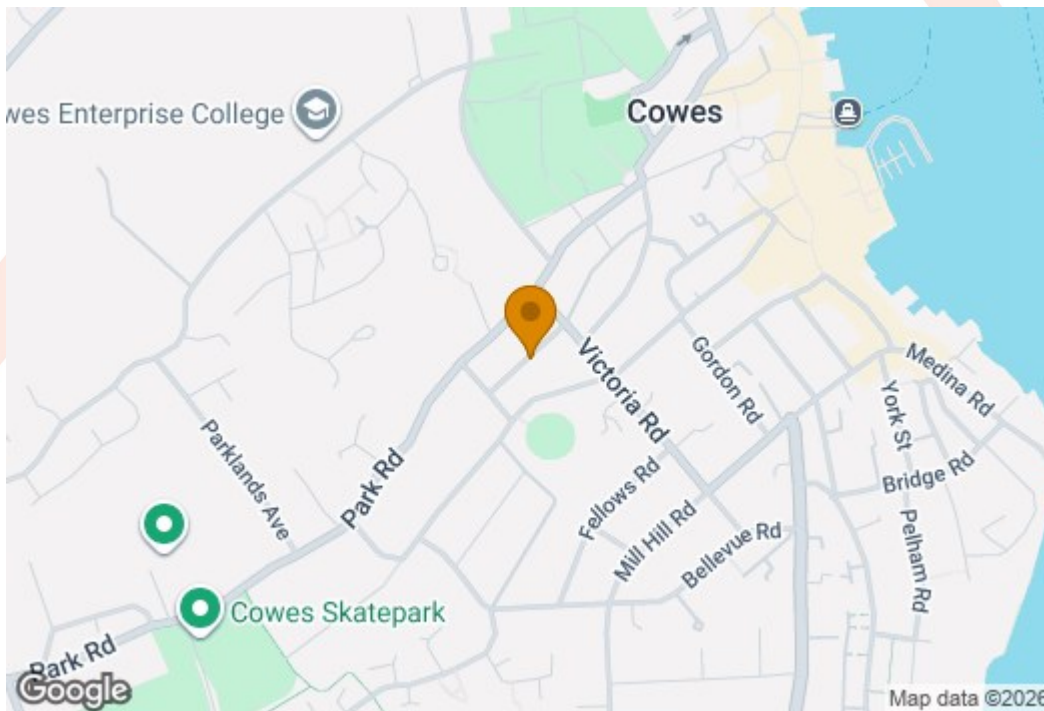 wes Enterprise College
Cowes
Victoria Rd
Gordon Rd
Medina Rd
York St
Bridge Rd
Pelham Rd
Parklands Ave
Park Rd
Fellows Rd
Mill Hill Rd
Bellevue Rd
Cowes Skatepark
Park Rd
Google
Map data ©2026